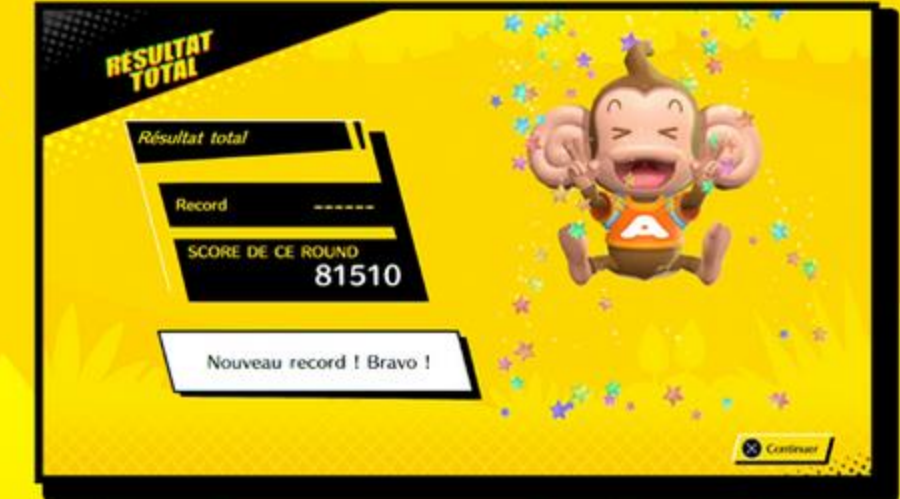 RÉSULTAT
TOTAL
Résultat total
Record ------
SCORE DE CE ROUND
81510
Nouveau record ! Bravo !
A
Continuer